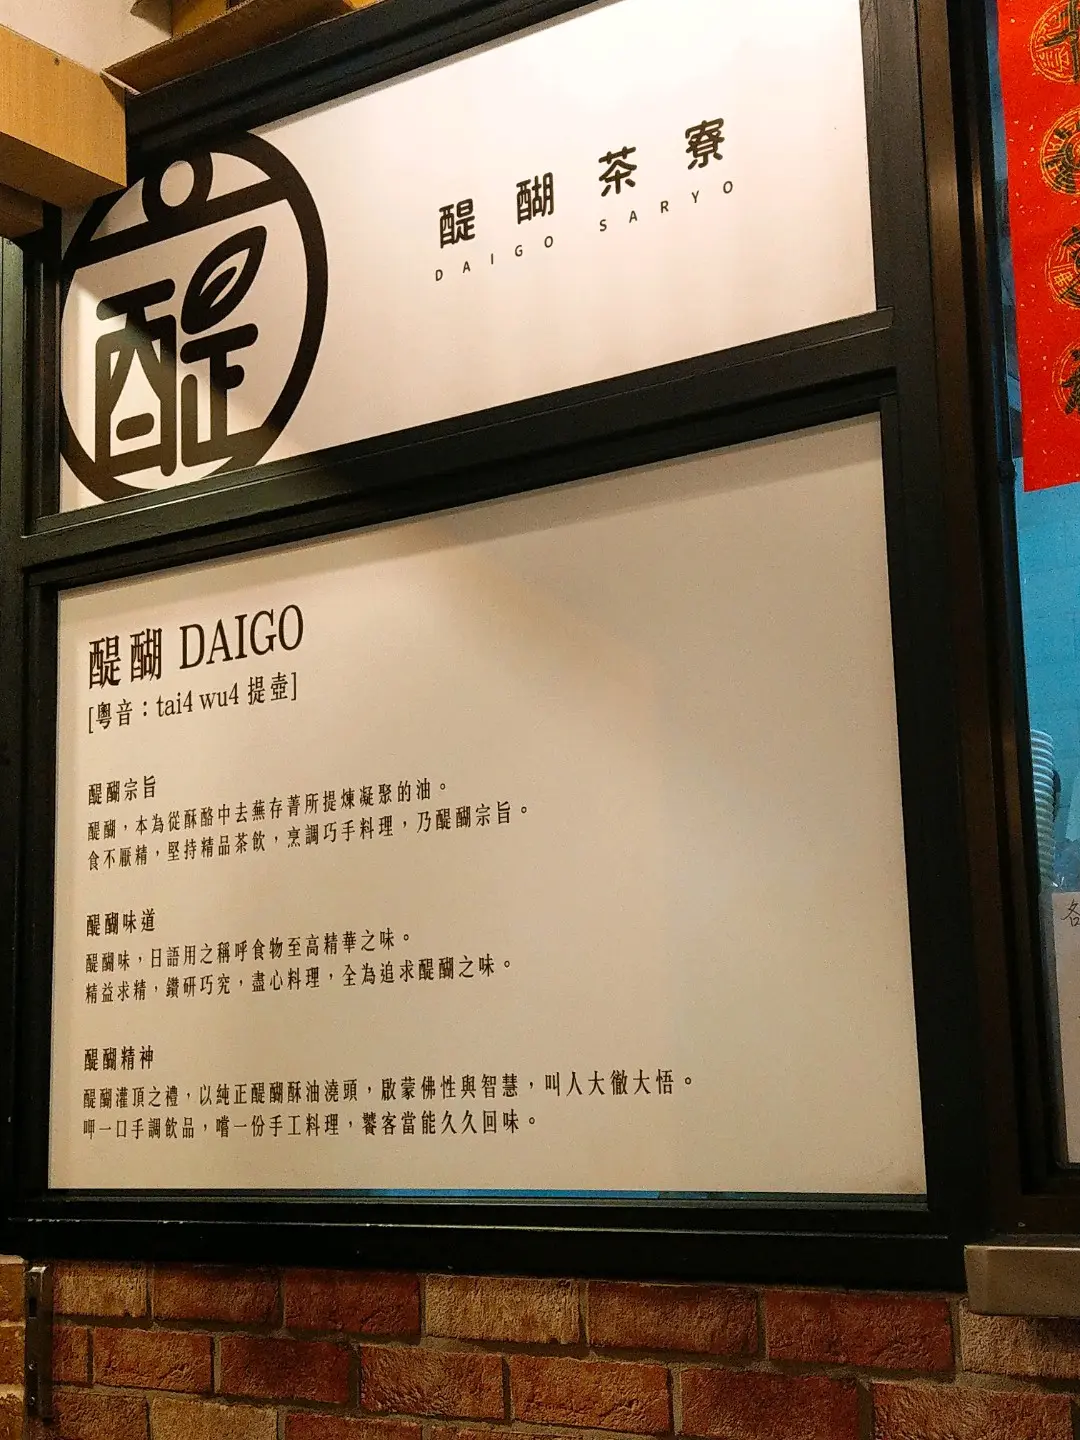 醍
醍醐茶寮
DAIGO SARYO
醍醐 DAIGO
[粵音：tai4 wu4 提壺]
醍醐宗旨
醍醐，本為從酥酪中去蕪存菁所提煉凝聚的油。
食不厭精，堅持精品茶飲，烹調巧手料理，乃醍醐宗旨。
醍醐味道
醍醐味，日語用之稱呼食物至高精華之味。
精益求精，鑽研巧究，盡心料理，全為追求醍醐之味。
醍醐精神
醍醐灌頂之禮，以純正醍醐酥油澆頭，啟蒙佛性與智慧，叫人大徹大悟。
呷一口手調飲品，嚐一份手工料理，饕客當能久久回味。
各